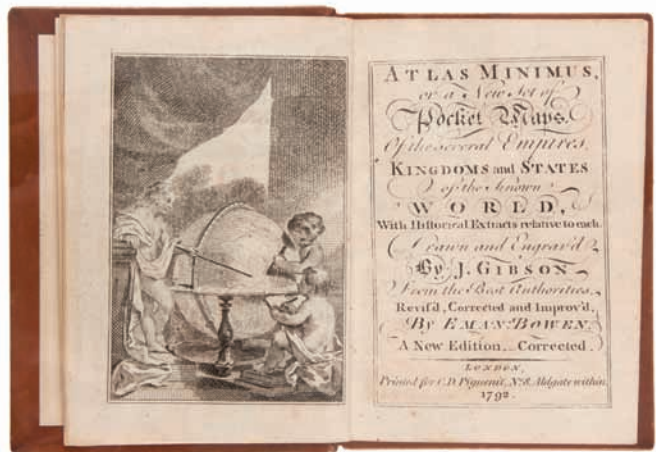 ATLAS MINIMUS,
or a New Set of
Pocket Maps.
Of the several Empires,
KINGDOMS and STATES
of the Known
WORLD,
With Historical Extracts relative to each.
Drawn and Engrav'd
By J. GIBSON
From the Best Authorities,
Revis'd, Corrected and Improv'd,
By EMAN: BOWEN.
A New Edition, Corrected.
LONDON,
Printed for C. D. Piguenit, No. 8, Aldgate within
1792.